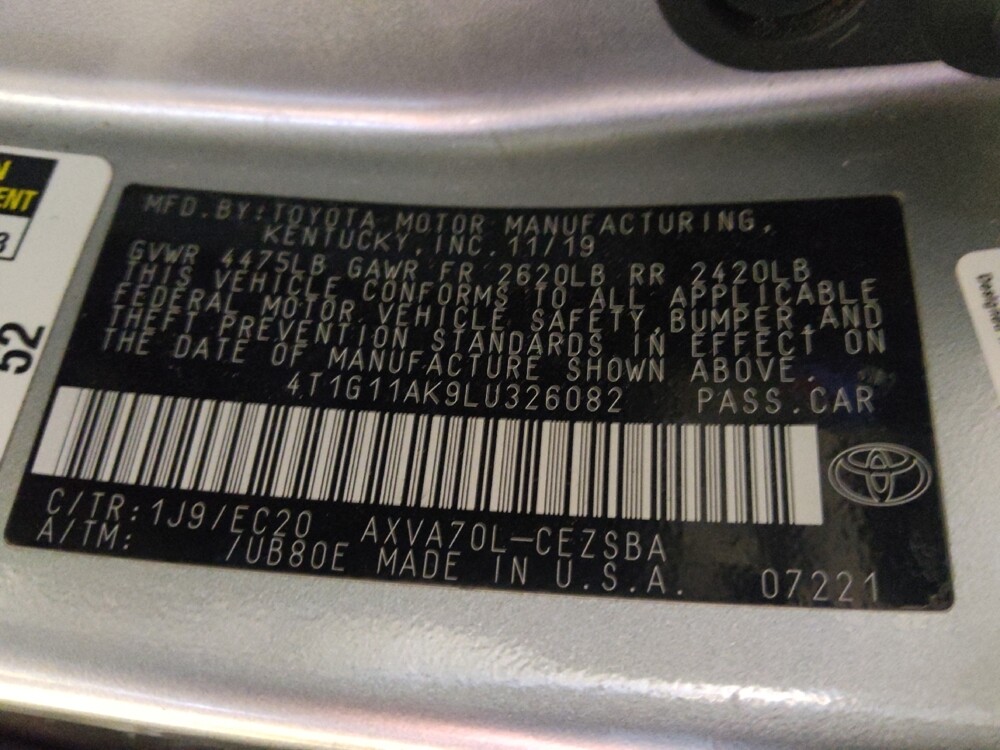 MFD.BY:TOYOTA MOTOR MANUFACTURING,
KENTUCKY, INC. 11/19
GVWR 4475LB GAWR FR 2620LB RR 2420LB
THIS VEHICLE CONFORMS TO ALL APPLICABLE
FEDERAL MOTOR VEHICLE SAFETY,BUMPER,AND
THEFT PREVENTION STANDARDS IN EFFECT ON
THE DATE OF MANUFACTURE SHOWN ABOVE.
4T1G11AK9LU326082 PASS.CAR
C/TR:1J9/EC20 AXVA70L-CEZSBA
A/TM: /UB80E MADE IN U.S.A. 07221
52